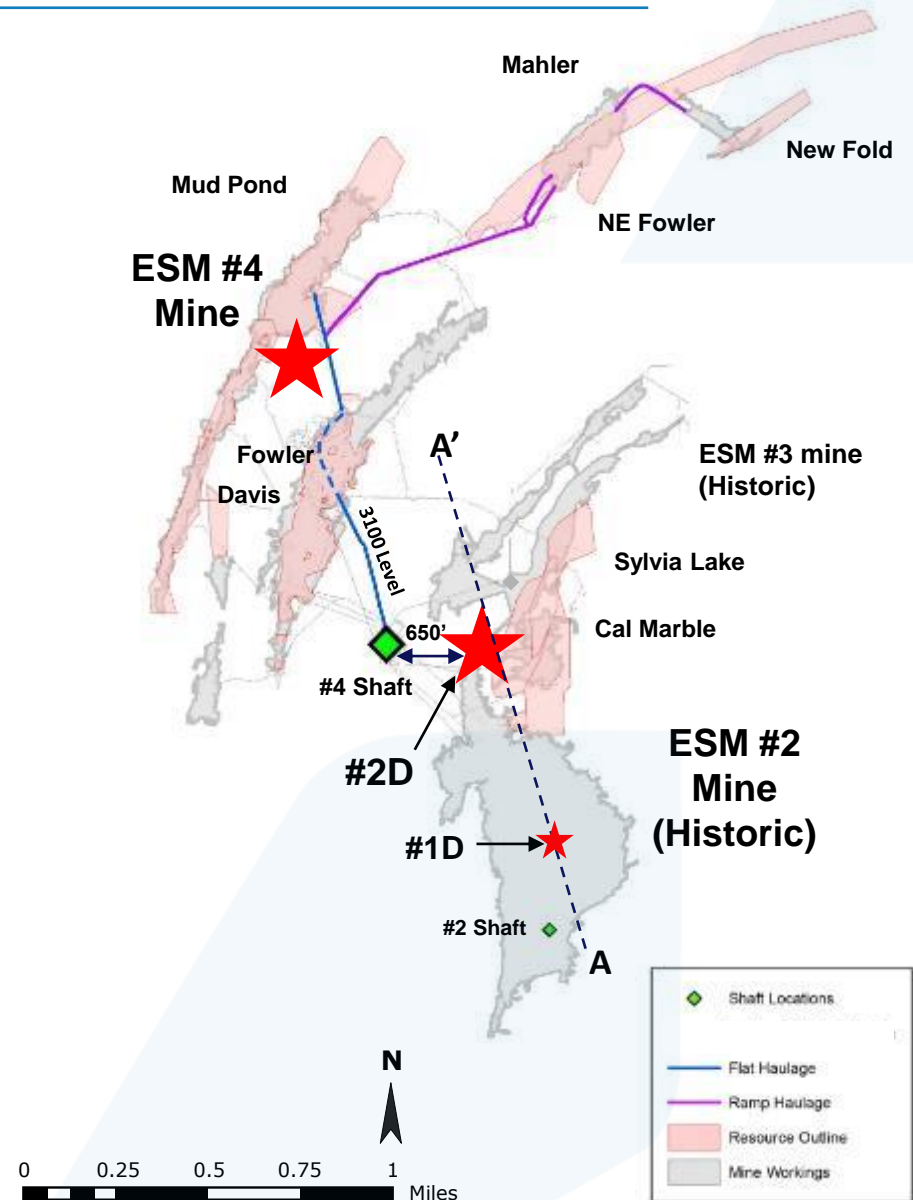 Mahler
New Fold
Mud Pond
NE Fowler
ESM #4
Mine
A’
Fowler
ESM #3 mine
(Historic)
Davis
3100 Level
Sylvia Lake
650’
Cal Marble
#4 Shaft
ESM #2
Mine
(Historic)
#2D
#1D
#2 Shaft
A
Shaft Locations
N
Flat Haulage
Ramp Haulage
Resource Outline
Mine Workings
0 0.25 0.5 0.75 1
Miles